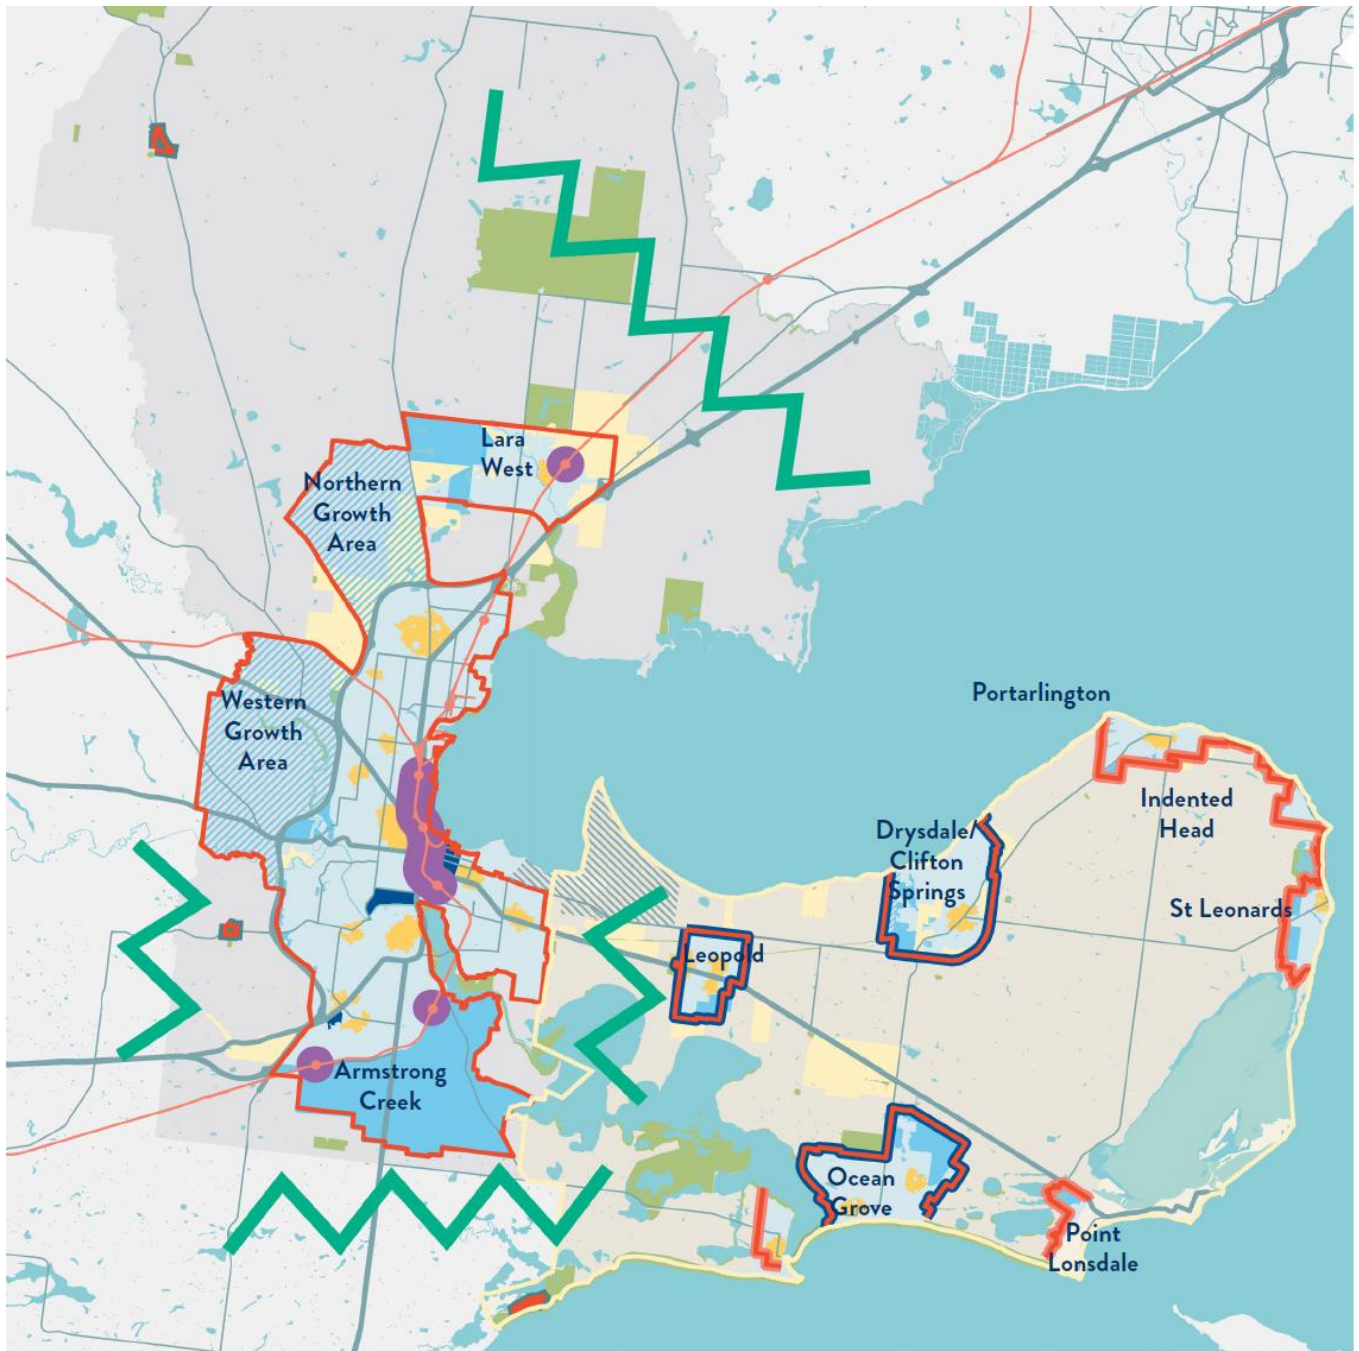 Lara
West
Northern
Growth
Area
Western
Growth
Area
Portarlington
Indented
Head
Drysdale/
Clifton
Springs
St Leonards
Leopold
Armstrong
Creek
Ocean
Grove
Point
Lonsdale